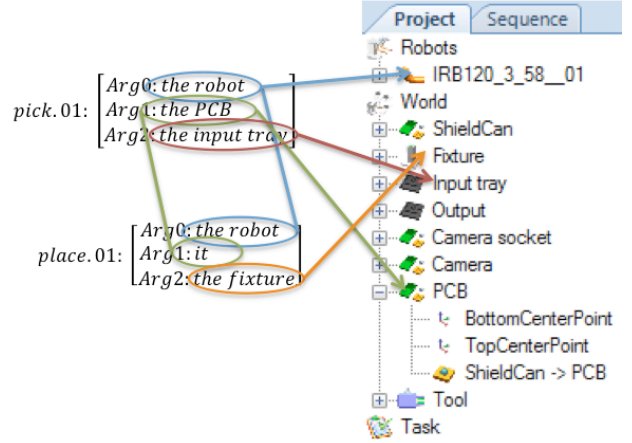 pick.01:
Arg0: the robot
Arg1: the PCB
Arg2: the input tray
place.01:
Arg0: the robot
Arg1: it
Arg2: the fixture
Project Sequence
Robots
IRB120_3_58__01
World
ShieldCan
Fixture
Input tray
Output
Camera socket
Camera
PCB
BottomCenterPoint
TopCenterPoint
ShieldCan -> PCB
Tool
Task